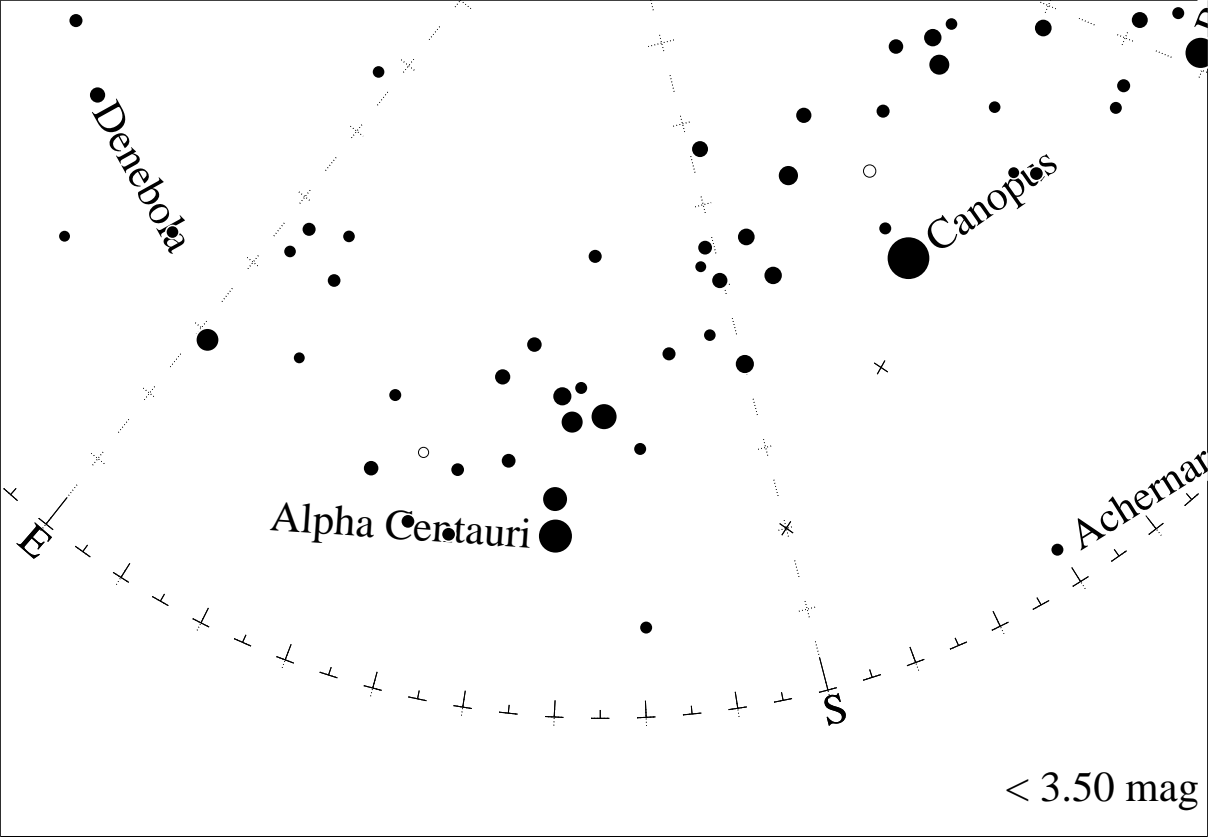 Denebola
Canopus
Achernar
Alpha Centauri
E
S
< 3.50 mag